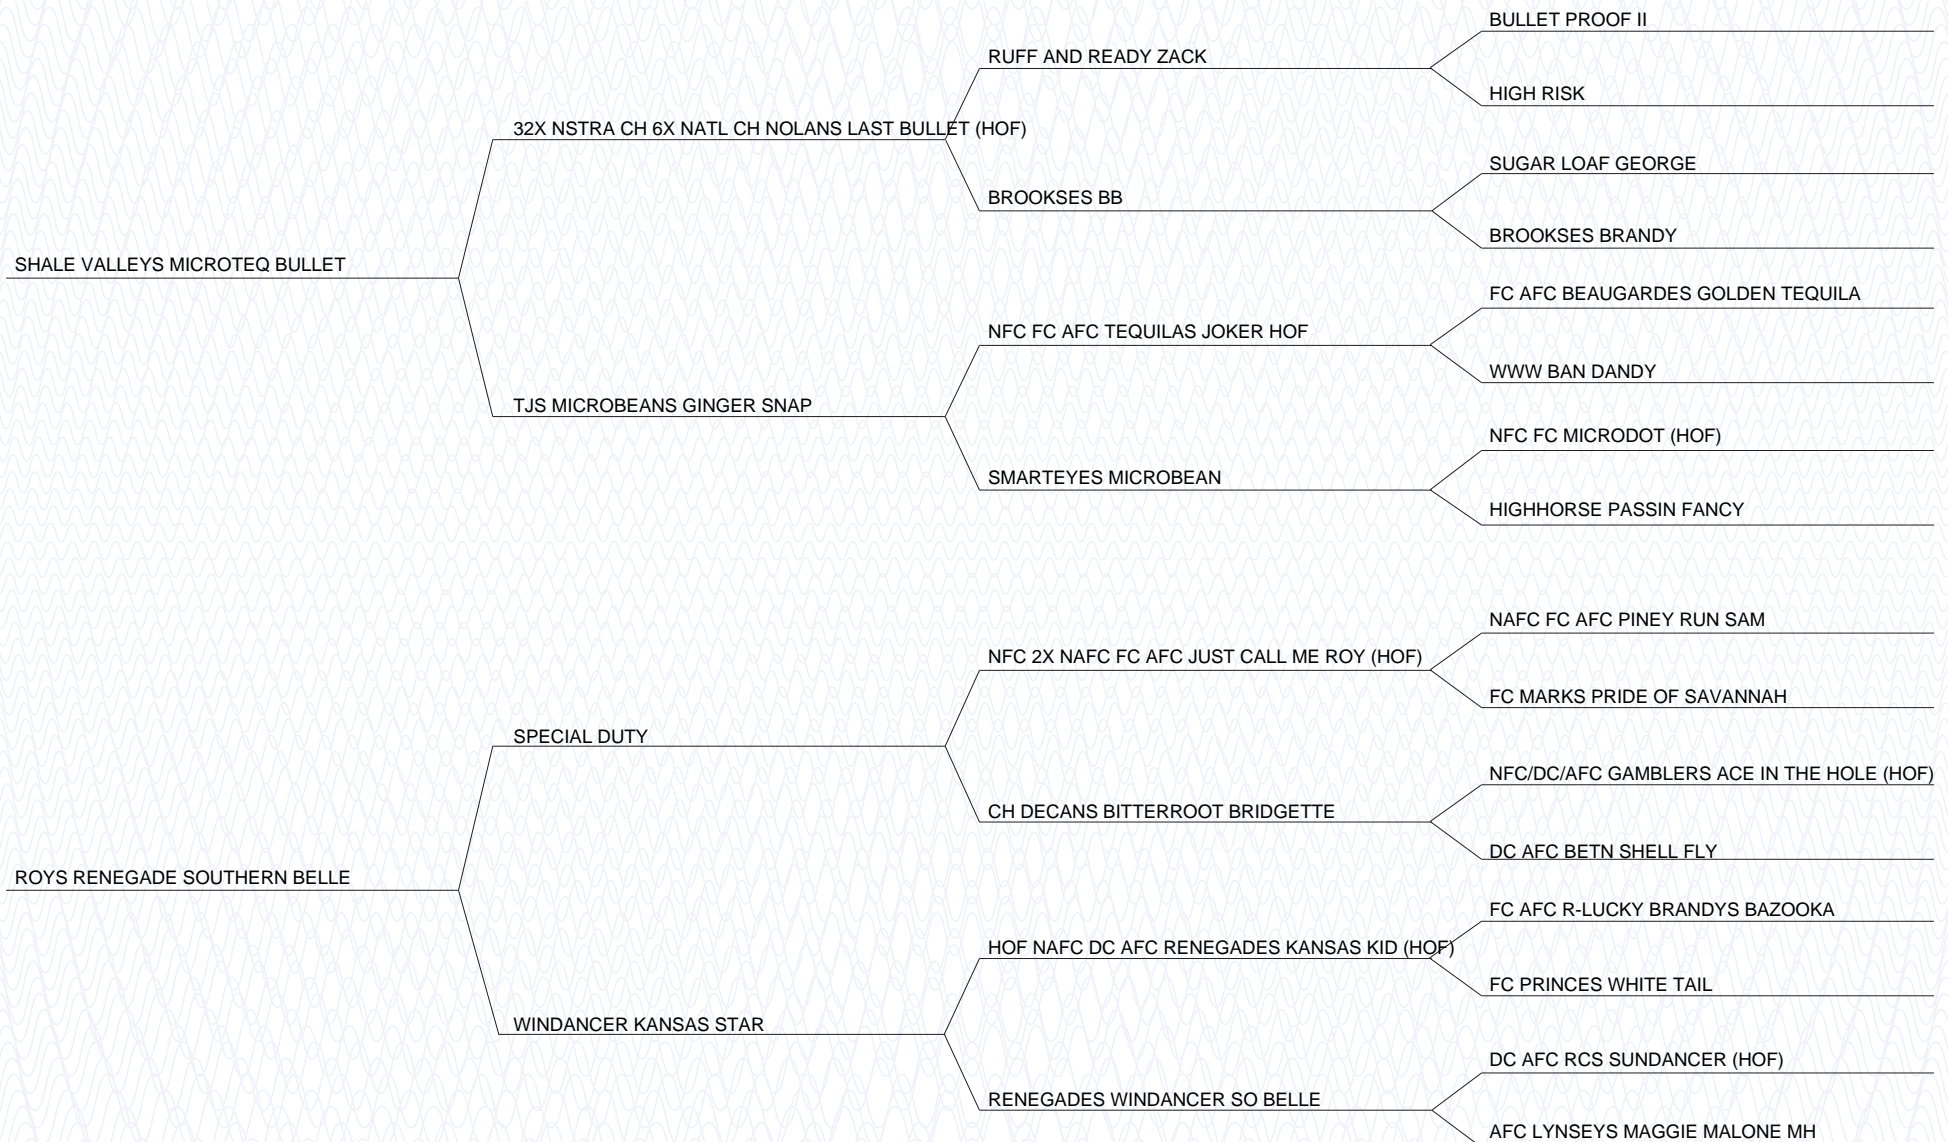 BULLET PROOF II
RUFF AND READY ZACK
HIGH RISK
32X NSTRA CH 6X NATL CH NOLANS LAST BULLET (HOF)
SUGAR LOAF GEORGE
BROOKSES BB
BROOKSES BRANDY
SHALE VALLEYS MICROTEQ BULLET
FC AFC BEAUGARDES GOLDEN TEQUILA
NFC FC AFC TEQUILAS JOKER HOF
WWW BAN DANDY
TJS MICROBEANS GINGER SNAP
NFC FC MICRODOT (HOF)
SMARTEYES MICROBEAN
HIGHHORSE PASSIN FANCY
NAFC FC AFC PINEY RUN SAM
NFC 2X NAFC FC AFC JUST CALL ME ROY (HOF)
FC MARKS PRIDE OF SAVANNAH
SPECIAL DUTY
NFC/DC/AFC GAMBLERS ACE IN THE HOLE (HOF)
CH DECANS BITTERROOT BRIDGETTE
DC AFC BETN SHELL FLY
ROYS RENEGADE SOUTHERN BELLE
FC AFC R-LUCKY BRANDYS BAZOOKA
HOF NAFC DC AFC RENEGADES KANSAS KID (HOF)
FC PRINCES WHITE TAIL
WINDANCER KANSAS STAR
DC AFC RCS SUNDANCER (HOF)
RENEGADES WINDANCER SO BELLE
AFC LYNSEYS MAGGIE MALONE MH